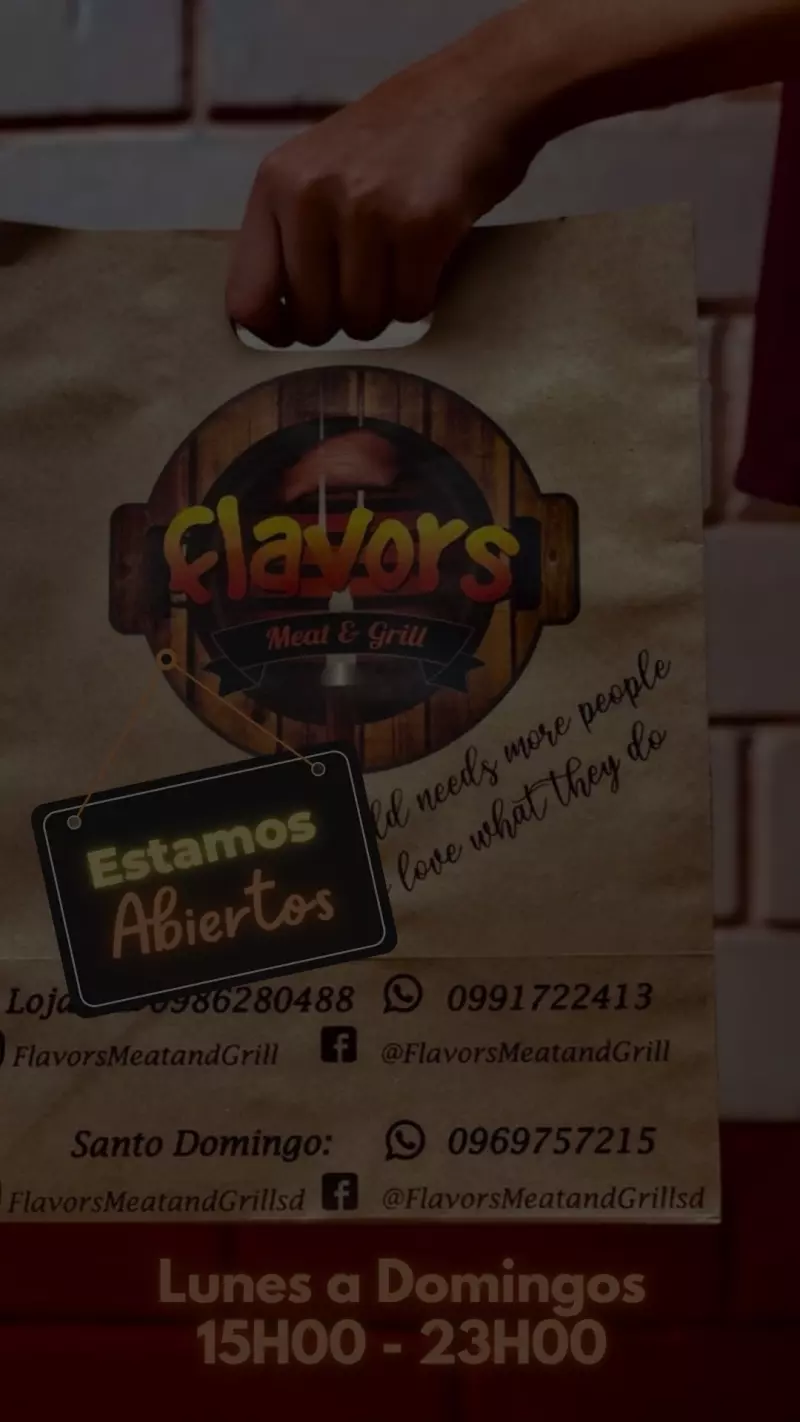 Flavors
Meat & Grill
needs more people
love what they do
Estamos
Abiertos
Loja 0986280488 0991722413
FlavorsMeatandGrill @FlavorsMeatandGrill
Santo Domingo: 0969757215
FlavorsMeatandGrillsd @FlavorsMeatandGrillsd
Lunes a Domingos
15H00 - 23H00